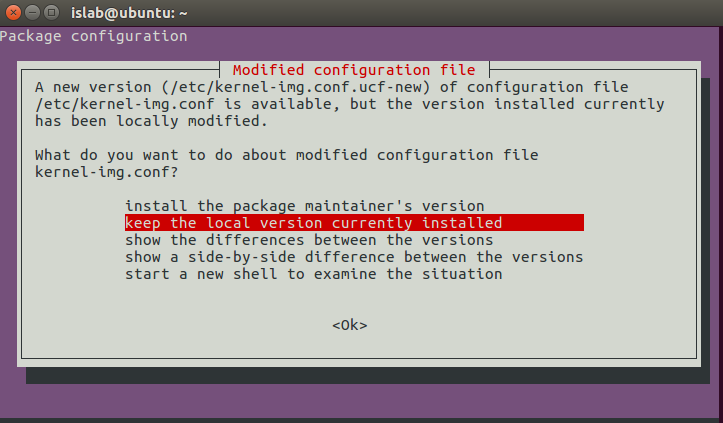 islab@ubuntu: ~
Package configuration
Modified configuration file
A new version (/etc/kernel-img.conf.ucf-new) of configuration file
/etc/kernel-img.conf is available, but the version installed currently
has been locally modified.
What do you want to do about modified configuration file
kernel-img.conf?
install the package maintainer's version
keep the local version currently installed
show the differences between the versions
show a side-by-side difference between the versions
start a new shell to examine the situation
<Ok>